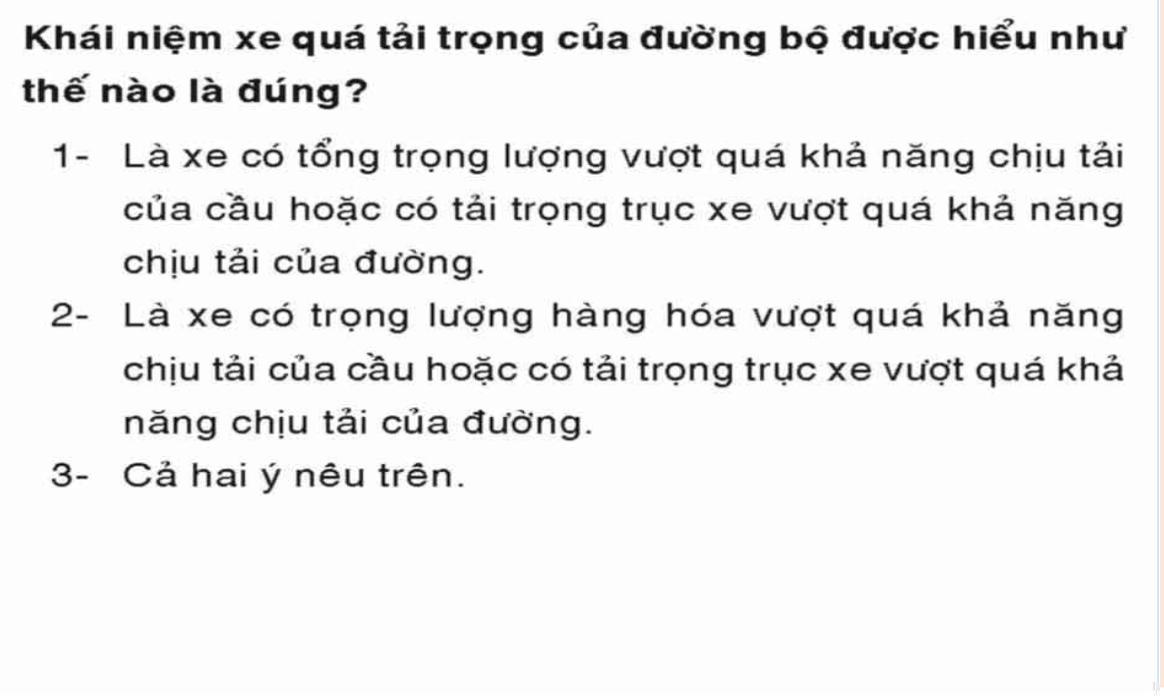 Khái niệm xe quá tải trọng của đường bộ được hiểu như
thế nào là đúng?
1- Là xe có tổng trọng lượng vượt quá khả năng chịu tải
của cầu hoặc có tải trọng trục xe vượt quá khả năng
chịu tải của đường.
2- Là xe có trọng lượng hàng hóa vượt quá khả năng
chịu tải của cầu hoặc có tải trọng trục xe vượt quá khả
năng chịu tải của đường.
3- Cả hai ý nêu trên.